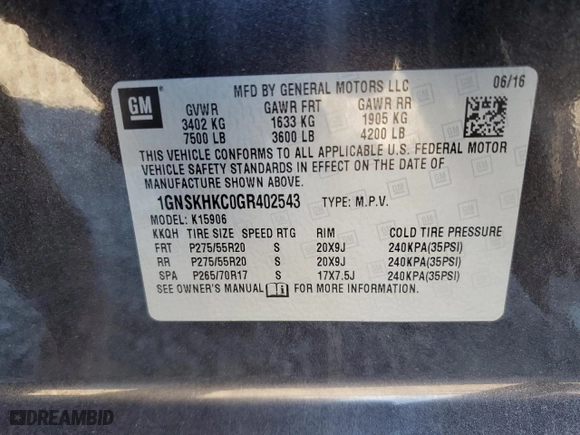 GM
MFD BY GENERAL MOTORS LLC
06/16
GVWR GAWR FRT GAWR RR
3402 KG 1633 KG 1905 KG
7500 LB 3600 LB 4200 LB
THIS VEHICLE CONFORMS TO ALL APPLICABLE U.S. FEDERAL MOTOR
VEHICLE SAFETY STANDARDS IN EFFECT ON THE DATE OF
MANUFACTURE SHOWN ABOVE.
1GNSKHKC0GR402543 TYPE: M.P.V.
MODEL: K15906
KKQH TIRE SIZE SPEED RTG RIM COLD TIRE PRESSURE
FRT P275/55R20 S 20X9J 240KPA(35PSI)
RR P275/55R20 S 20X9J 240KPA(35PSI)
SPA P265/70R17 S 17X7.5J 240KPA(35PSI)
SEE OWNER'S MANUAL FOR MORE INFORMATION.
DREAMBID